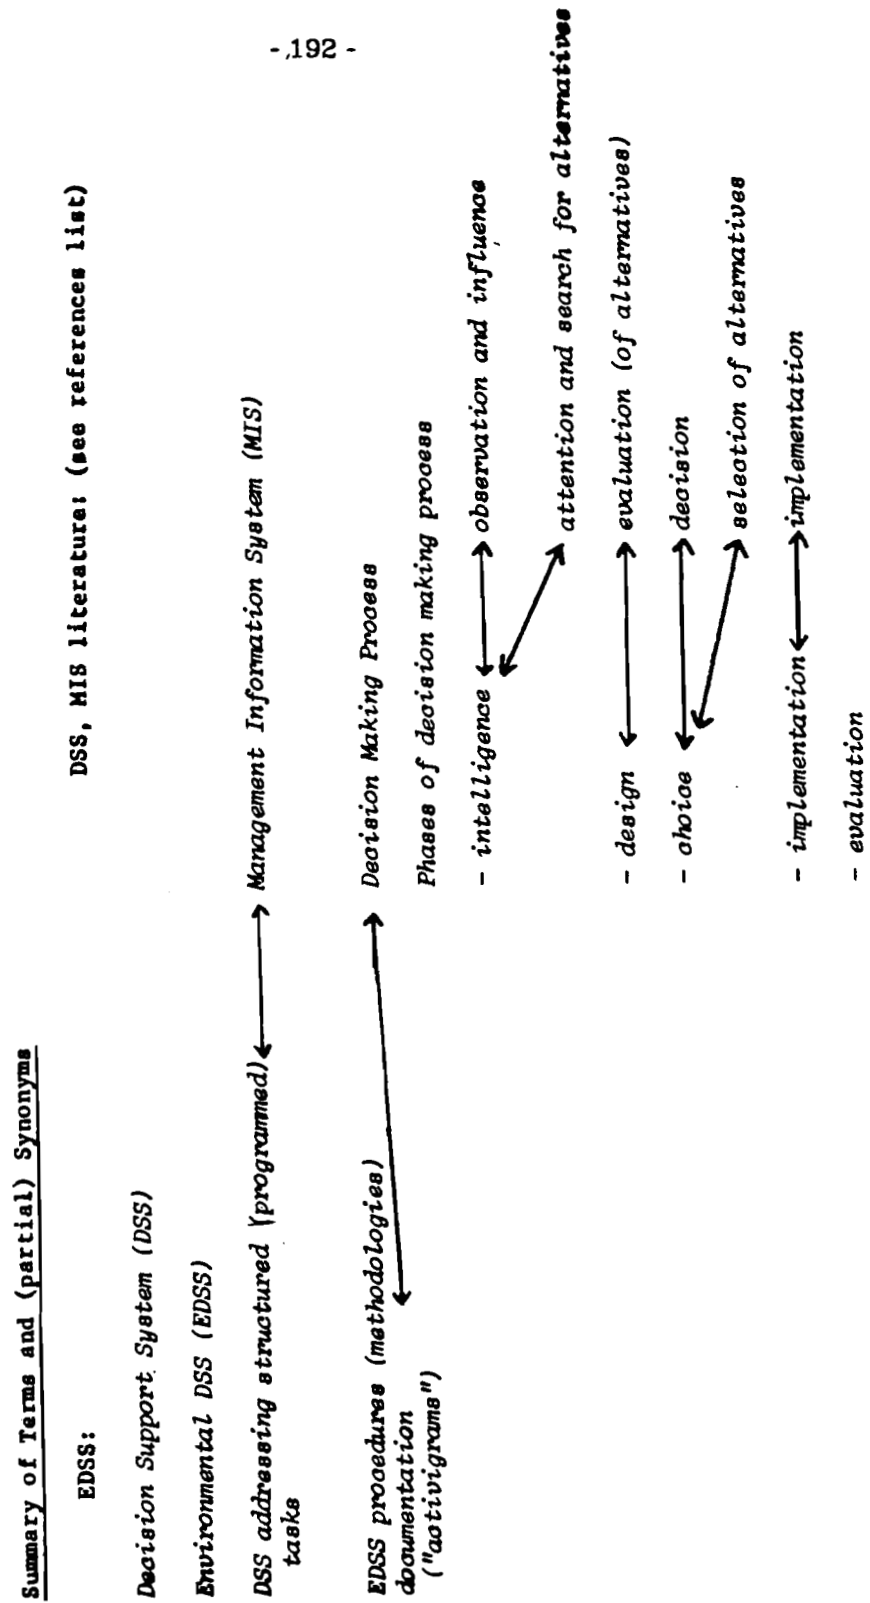 - 192 -
Summary of Terms and (partial) Synonyms
EDSS:
DSS, MIS literature: (see references list)
Decision Support System (DSS)
Environmental DSS (EDSS)
DSS addressing structured (programmed)
tasks
Management Information System (MIS)
EDSS procedures (methodologies)
documentation
("activigrams")
Decision Making Process
Phases of decision making process
- intelligence
observation and influence
attention and search for alternatives
- design
evaluation (of alternatives)
- choice
decision
selection of alternatives
- implementation
implementation
- evaluation